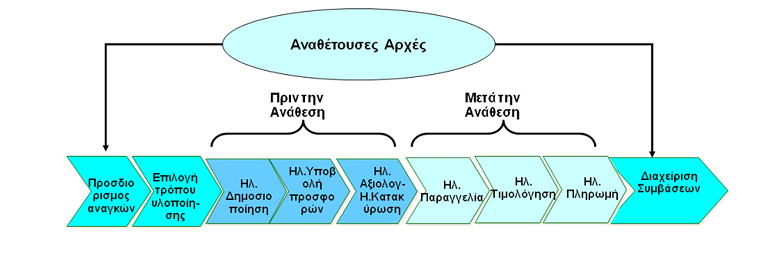 Αναθέτουσες Αρχές
Πριν την
Ανάθεση
Μετά την
Ανάθεση
Προσδιο
ρισμος
αναγκών
Επιλογή
τρόπου
υλοποίη-
σης
Ηλ.
Δημοσιο
ποίηση
Ηλ.Υποβ
ολή
προσφο
ρών
Ηλ.
Αξιολογ-
Η.Κατακ
ύρωση
Ηλ.
Παραγγελία
Ηλ.
Τιμολόγηση
Ηλ.
Πληρωμή
Διαχείριση
Συμβάσεων